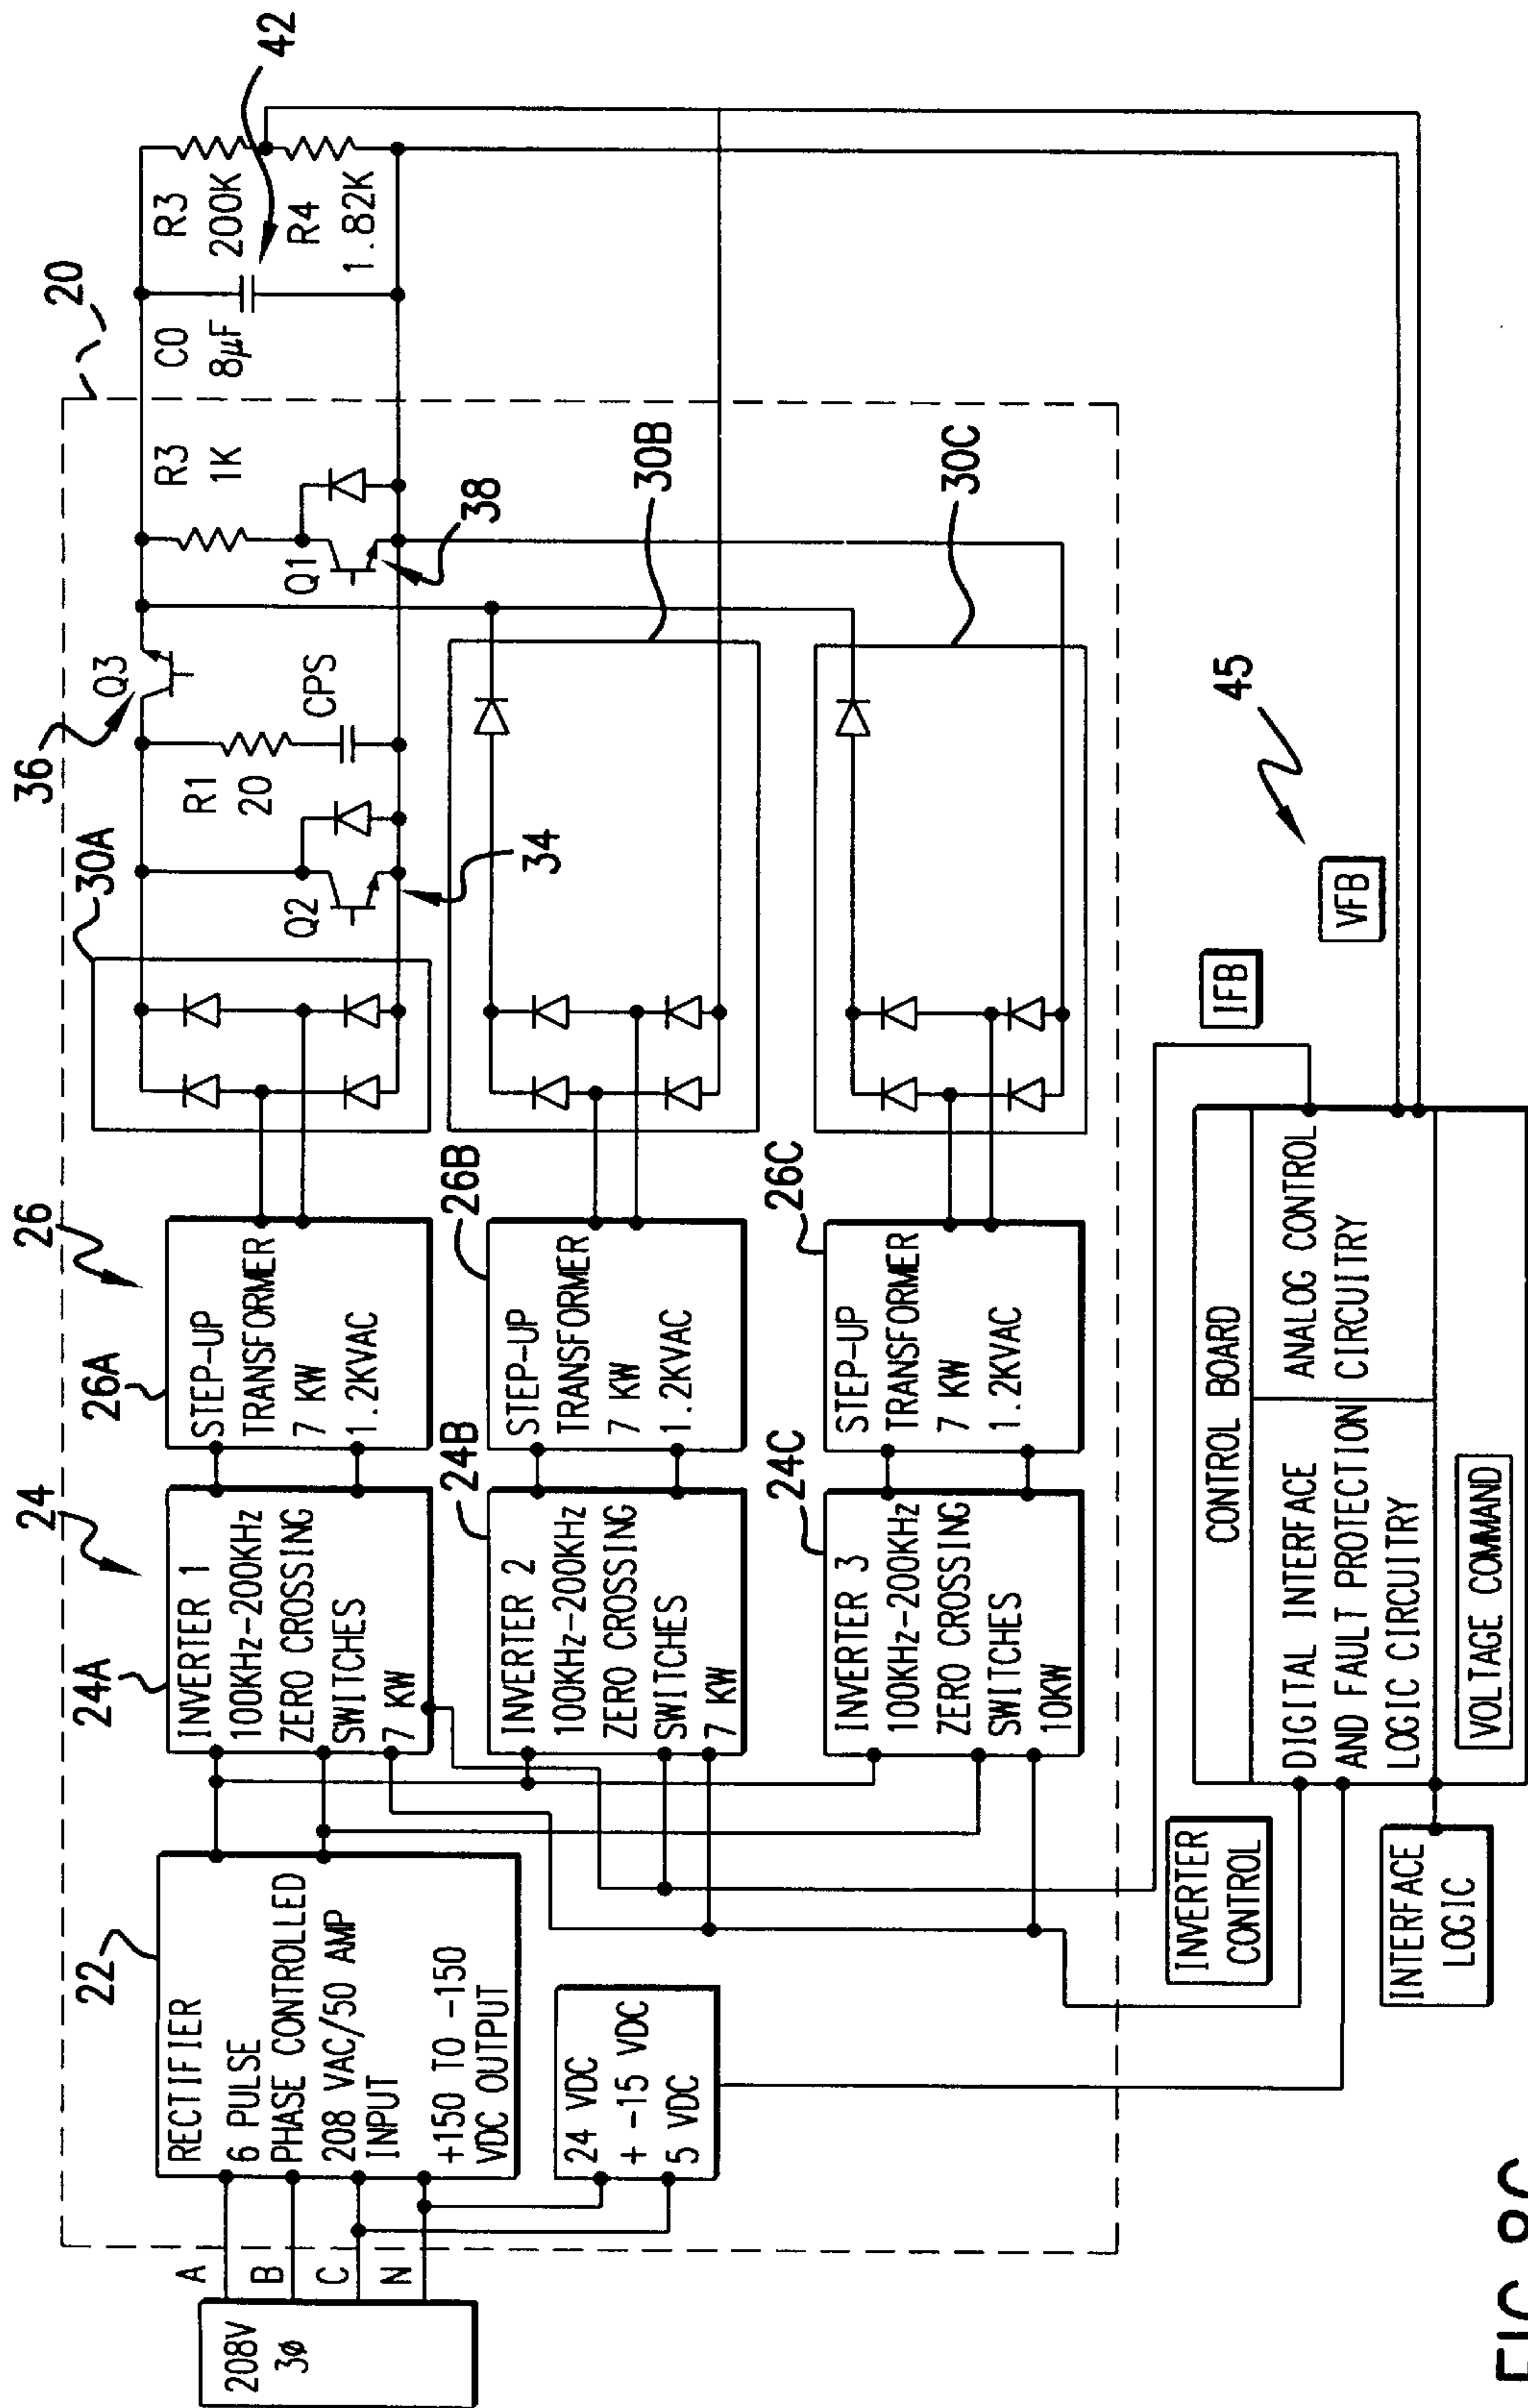 208V
3ø
A
B
C
N
22
RECTIFIER
6 PULSE
PHASE CONTROLLED
208 VAC/50 AMP
INPUT
+150 TO -150
VDC OUTPUT
24 VDC
+ -15 VDC
5 VDC
24
24A
INVERTER 1
100KHz-200KHz
ZERO CROSSING
SWITCHES
7 KW
24B
INVERTER 2
100KHz-200KHz
ZERO CROSSING
SWITCHES
7 KW
24C
INVERTER 3
100KHz-200KHz
ZERO CROSSING
SWITCHES
10KW
26
26A
STEP-UP
TRANSFORMER
7 KW
1.2KVAC
26B
STEP-UP
TRANSFORMER
7 KW
1.2KVAC
26C
STEP-UP
TRANSFORMER
7 KW
1.2KVAC
30A
36
Q2
34
R1
20
CPS
Q3
30B
30C
R3
1K
Q1
38
20
C0
8µF
R3
200K
R4
1.82K
42
INVERTER
CONTROL
INTERFACE
LOGIC
CONTROL BOARD
DIGITAL INTERFACE
AND FAULT PROTECTION
LOGIC CIRCUITRY
ANALOG CONTROL
CIRCUITRY
VOLTAGE COMMAND
IFB
VFB
45
FIG.8C